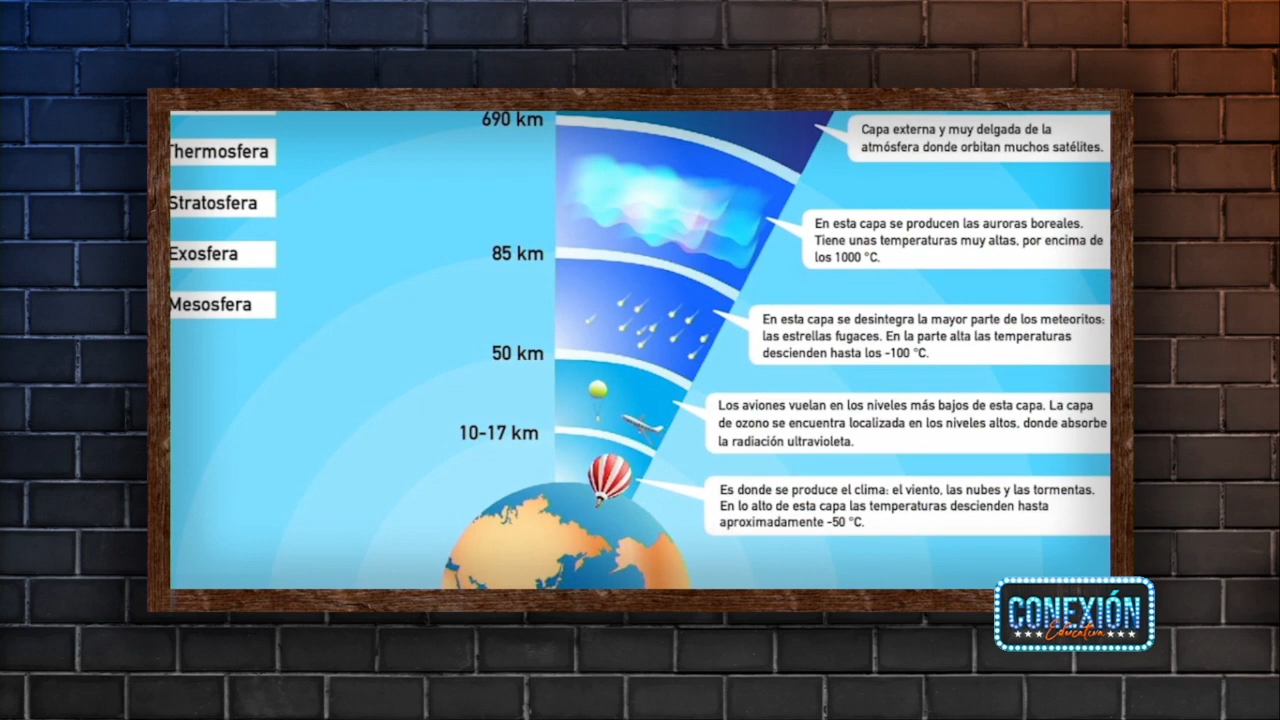 Thermosfera
Stratosfera
Exosfera
Mesosfera
690 km
85 km
50 km
10-17 km
Capa externa y muy delgada de la
atmósfera donde orbitan muchos satélites.
En esta capa se producen las auroras boreales.
Tiene unas temperaturas muy altas, por encima de
los 1000 °C.
En esta capa se desintegra la mayor parte de los meteoritos:
las estrellas fugaces. En la parte alta las temperaturas
descienden hasta los -100 °C.
Los aviones vuelan en los niveles más bajos de esta capa. La capa
de ozono se encuentra localizada en los niveles altos, donde absorbe
la radiación ultravioleta.
Es donde se produce el clima: el viento, las nubes y las tormentas.
En lo alto de esta capa las temperaturas descienden hasta
aproximadamente -50 °C.
CONEXIÓN
Educativa